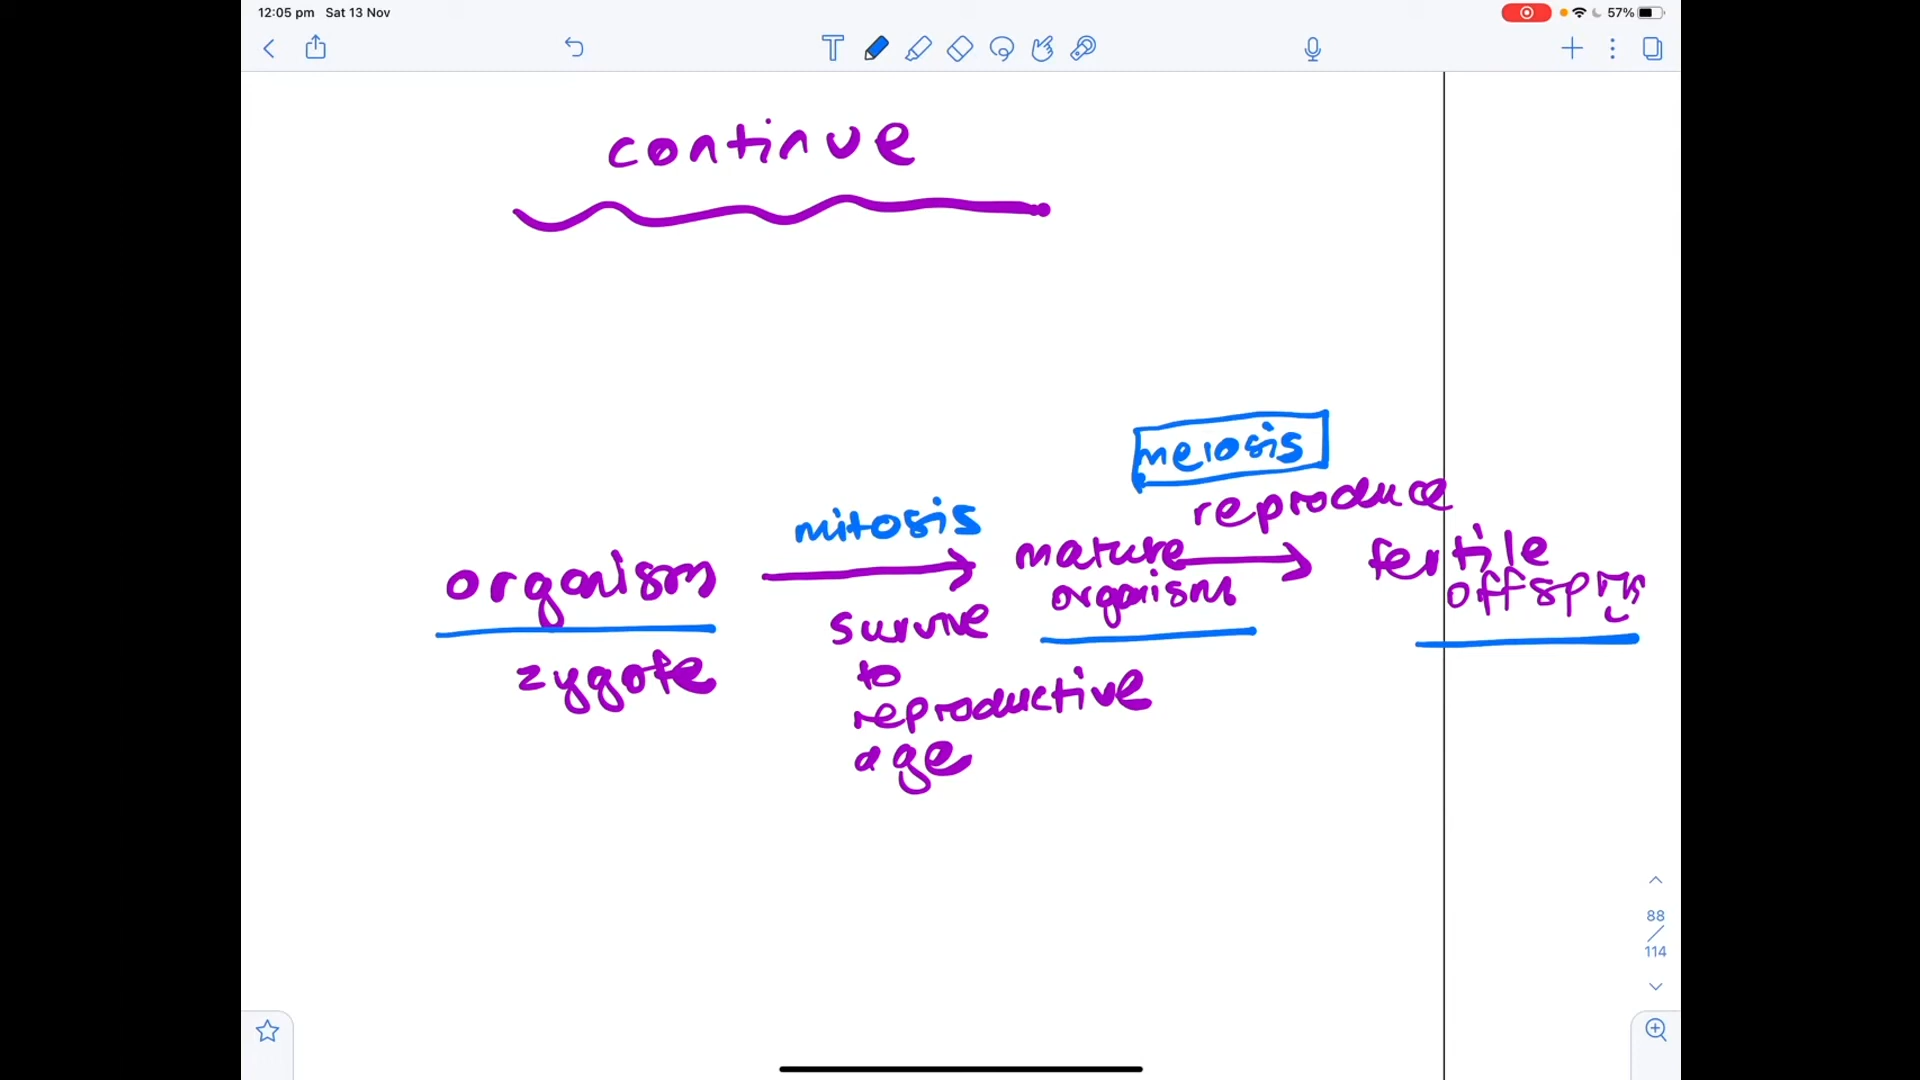 12:05 pm Sat 13 Nov
57%
continue
meiosis
reproduce
mitosis
organism
mature
organism
fertile
offspring
survive
to
reproductive
age
zygote
88
114